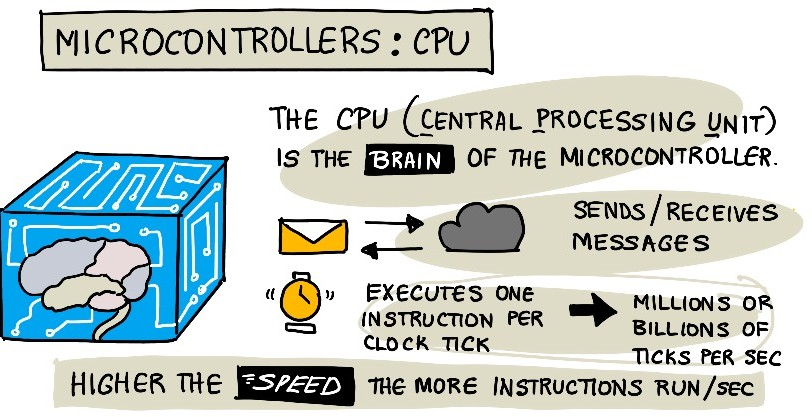 MICROCONTROLLERS: CPU
THE CPU (CENTRAL PROCESSING UNIT)
IS THE BRAIN OF THE MICROCONTROLLER.
SENDS/RECEIVES
MESSAGES
EXECUTES ONE
INSTRUCTION PER
CLOCK TICK
MILLIONS OR
BILLIONS OF
TICKS PER SEC
HIGHER THE SPEED THE MORE INSTRUCTIONS RUN/SEC